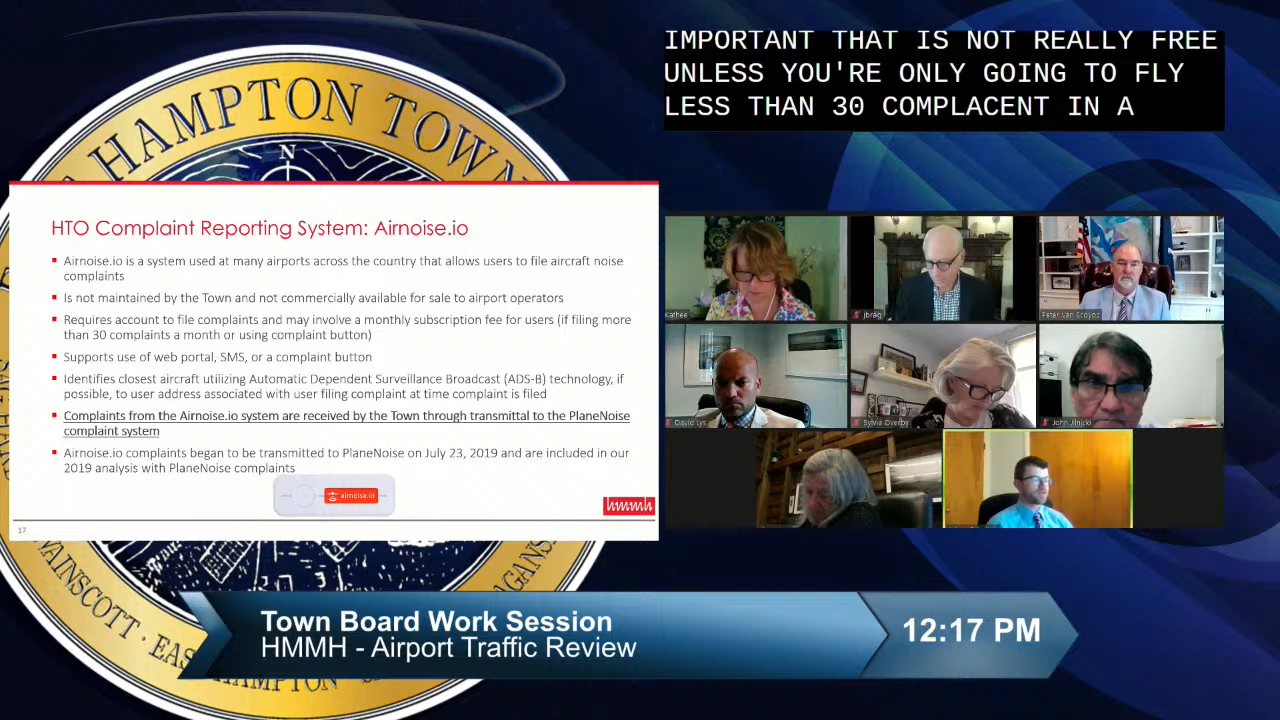 IMPORTANT THAT IS NOT REALLY FREE
UNLESS YOU'RE ONLY GOING TO FLY
LESS THAN 30 COMPLACENT IN A
HAMPTON TOWN
N
HTO Complaint Reporting System: Airnoise.io
Airnoise.io is a system used at many airports across the country that allows users to file aircraft noise
complaints
Is not maintained by the Town and not commercially available for sale to airport operators
Requires account to file complaints and may involve a monthly subscription fee for users (if filing more
than 30 complaints a month or using complaint button)
Supports use of web portal, SMS, or a complaint button
Identifies closest aircraft utilizing Automatic Dependent Surveillance Broadcast (ADS-B) technology, if
possible, to user address associated with user filing complaint at time complaint is filed
Complaints from the Airnoise.io system are received by the Town through transmittal to the PlaneNoise
complaint system
Airnoise.io complaints began to be transmitted to PlaneNoise on July 23, 2019 and are included in our
2019 analysis with PlaneNoise complaints
airnoise.io
hmmh
17
Kathee
jbrag
Peter Van Scoyoc
David Lys
Sylvia Overby
John Jilnicki
WAINSCOTT · EAS
HAMPTON
Town Board Work Session
HMMH - Airport Traffic Review
12:17 PM